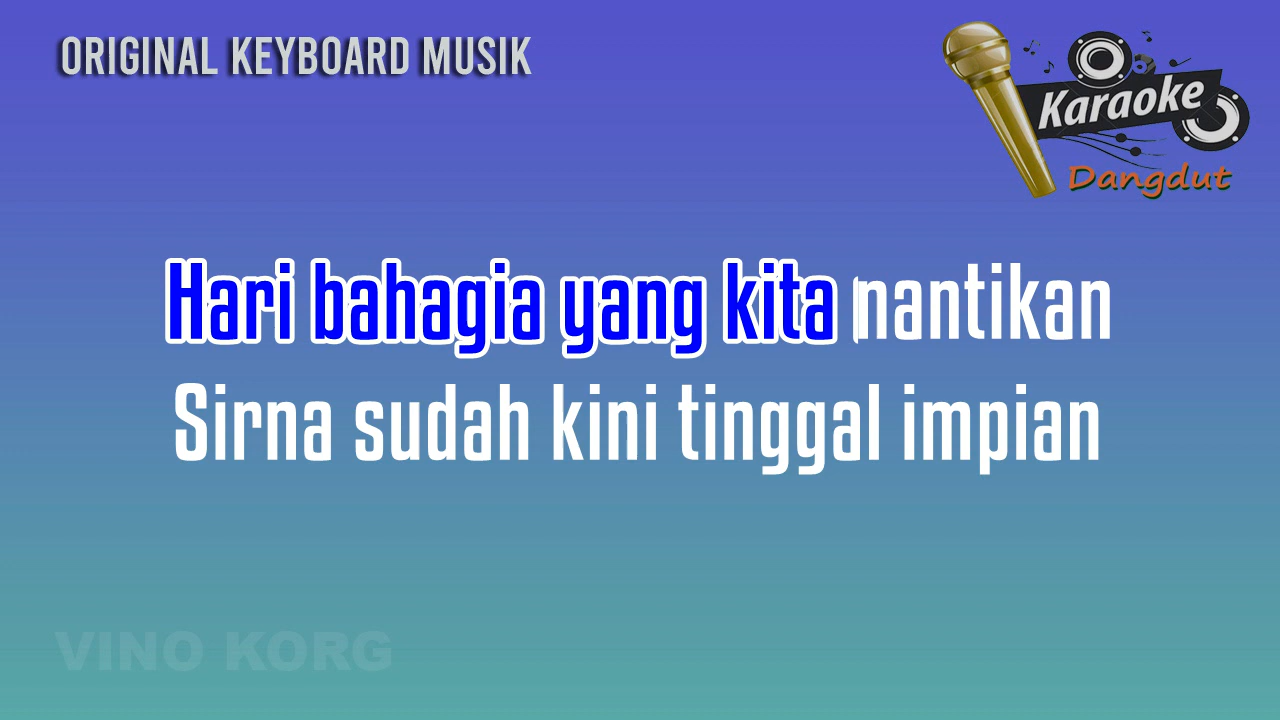 ORIGINAL KEYBOARD MUSIK
Karaoke
Dangdut
Hari bahagia yang kita nantikan
Sirna sudah kini tinggal impian
VINO KORG